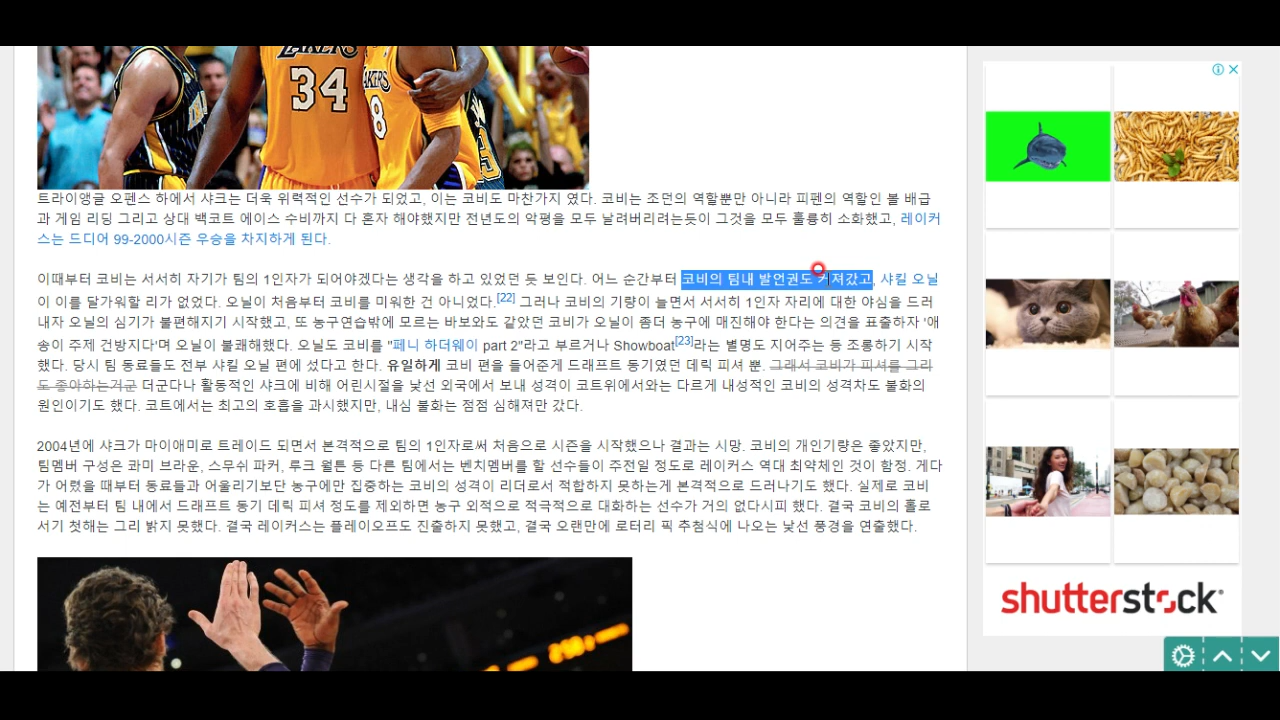 LAKERS
34
LAKERS
8
트라이앵글 오펜스 하에서 샤크는 더욱 위력적인 선수가 되었고, 이는 코비도 마찬가지 였다. 코비는 조던의 역할뿐만 아니라 피펜의 역할인 볼 배급
과 게임 리딩 그리고 상대 백코트 에이스 수비까지 다 혼자 해야했지만 전년도의 악평을 모두 날려버리려는듯이 그것을 모두 훌륭히 소화했고, 레이커
스는 드디어 99-2000시즌 우승을 차지하게 된다.
이때부터 코비는 서서히 자기가 팀의 1인자가 되어야겠다는 생각을 하고 있었던 듯 보인다. 어느 순간부터 코비의 팀내 발언권도 커져갔고, 샤킬 오닐
이 이를 달가워할 리가 없었다. 오닐이 처음부터 코비를 미워한 건 아니었다.[22] 그러나 코비의 기량이 늘면서 서서히 1인자 자리에 대한 야심을 드러
내자 오닐의 심기가 불편해지기 시작했고, 또 농구연습밖에 모르는 바보와도 같았던 코비가 오닐이 좀더 농구에 매진해야 한다는 의견을 표출하자 '애
송이 주제 건방지다'며 오닐이 불쾌해했다. 오닐도 코비를 "페니 하더웨이 part 2"라고 부르거나 Showboat[23]라는 별명도 지어주는 등 조롱하기 시작
했다. 당시 팀 동료들도 전부 샤킬 오닐 편에 섰다고 한다. 유일하게 코비 편을 들어준게 드래프트 동기였던 데릭 피셔 뿐. 그래서 코비가 피셔를 그리
도 좋아하는거군 더군다나 활동적인 샤크에 비해 어린시절을 낯선 외국에서 보내 성격이 코트위에서와는 다르게 내성적인 코비의 성격차도 불화의
원인이기도 했다. 코트에서는 최고의 호흡을 과시했지만, 내심 불화는 점점 심해져만 갔다.
2004년에 샤크가 마이애미로 트레이드 되면서 본격적으로 팀의 1인자로써 처음으로 시즌을 시작했으나 결과는 시망. 코비의 개인기량은 좋았지만,
팀멤버 구성은 콰미 브라운, 스무쉬 파커, 루크 월튼 등 다른 팀에서는 벤치멤버를 할 선수들이 주전일 정도로 레이커스 역대 최약체인 것이 함정. 게다
가 어렸을 때부터 동료들과 어울리기보단 농구에만 집중하는 코비의 성격이 리더로서 적합하지 못하는게 본격적으로 드러나기도 했다. 실제로 코비
는 예전부터 팀 내에서 드래프트 동기 데릭 피셔 정도를 제외하면 농구 외적으로 적극적으로 대화하는 선수가 거의 없다시피 했다. 결국 코비의 홀로
서기 첫해는 그리 밝지 못했다. 결국 레이커스는 플레이오프도 진출하지 못했고, 결국 오랜만에 로터리 픽 추첨식에 나오는 낯선 풍경을 연출했다.
shutterstock